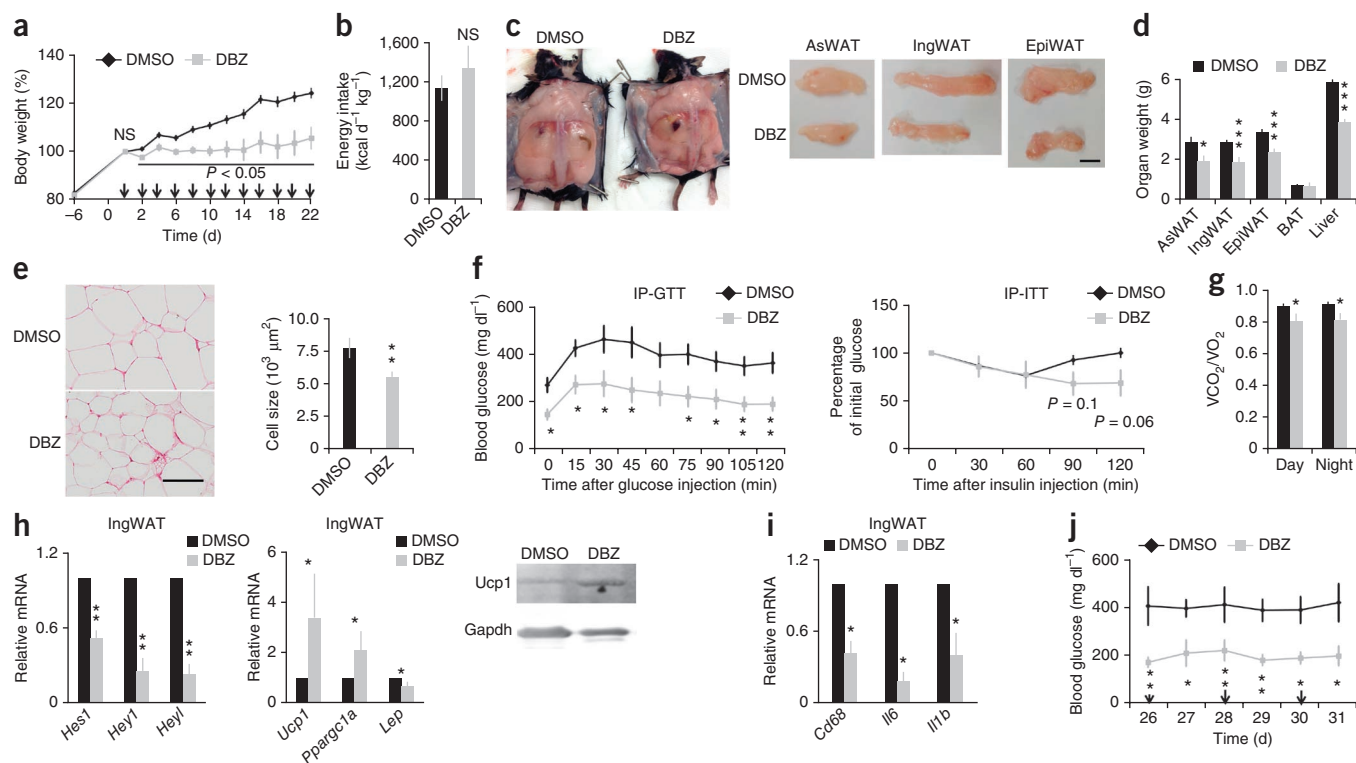 a
DMSO DBZ
Body weight (%)
140
120
100
80
NS
P < 0.05
–6 0 2 6 10 14 18 22
Time (d)
b
Energy intake
(kcal d–1 kg–1)
1,600
1,200
800
400
0
NS
DMSO
DBZ
c
DMSO DBZ
AsWAT IngWAT EpiWAT
DMSO
DBZ
d
DMSO DBZ
Organ weight (g)
6
4
2
0
*
***
***
***
AsWAT
IngWAT
EpiWAT
BAT
Liver
e
DMSO
DBZ
Cell size (10³ μm²)
10.0
7.5
5.0
2.5
0
**
DMSO
DBZ
f
IP-GTT
DMSO
DBZ
Blood glucose (mg dl–1)
600
400
200
0
* * * * * * ** **
0 15 30 45 60 75 90 105 120
Time after glucose injection (min)
IP-ITT
DMSO
DBZ
Percentage
of initial glucose
150
100
50
0
P = 0.1
P = 0.06
0 30 60 90 120
Time after insulin injection (min)
g
DMSO
DBZ
VCO2/VO2
1.0
0.8
0.6
0.4
0.2
0
* *
Day Night
h
IngWAT
DMSO
DBZ
Relative mRNA
1.2
0.6
0
** ** **
Hes1
Hey1
Heyl
IngWAT
DMSO
DBZ
Relative mRNA
6
4
2
0
* * *
Ucp1
Ppargc1a
Lep
DMSO DBZ
Ucp1
Gapdh
i
IngWAT
DMSO DBZ
Relative mRNA
1.2
0.6
0
* * *
Cd68
Il6
Il1b
j
DMSO DBZ
Blood glucose (mg dl–1)
600
400
200
0
** * ** ** * *
26 27 28 29 30 31
Time (d)